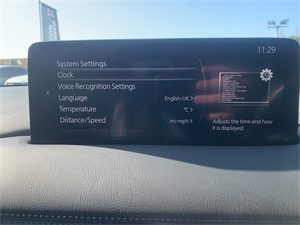 11:29
System Settings
Clock
Voice Recognition Settings
Language English-UK >
Temperature °C >
Distance/Speed mi·mph >
Adjusts the time and how
it is displayed.